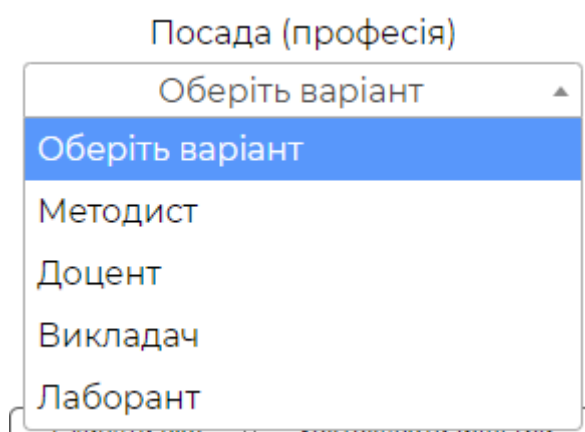 Посада (професія)
Оберіть варіант
Оберіть варіант
Методист
Доцент
Викладач
Лаборант